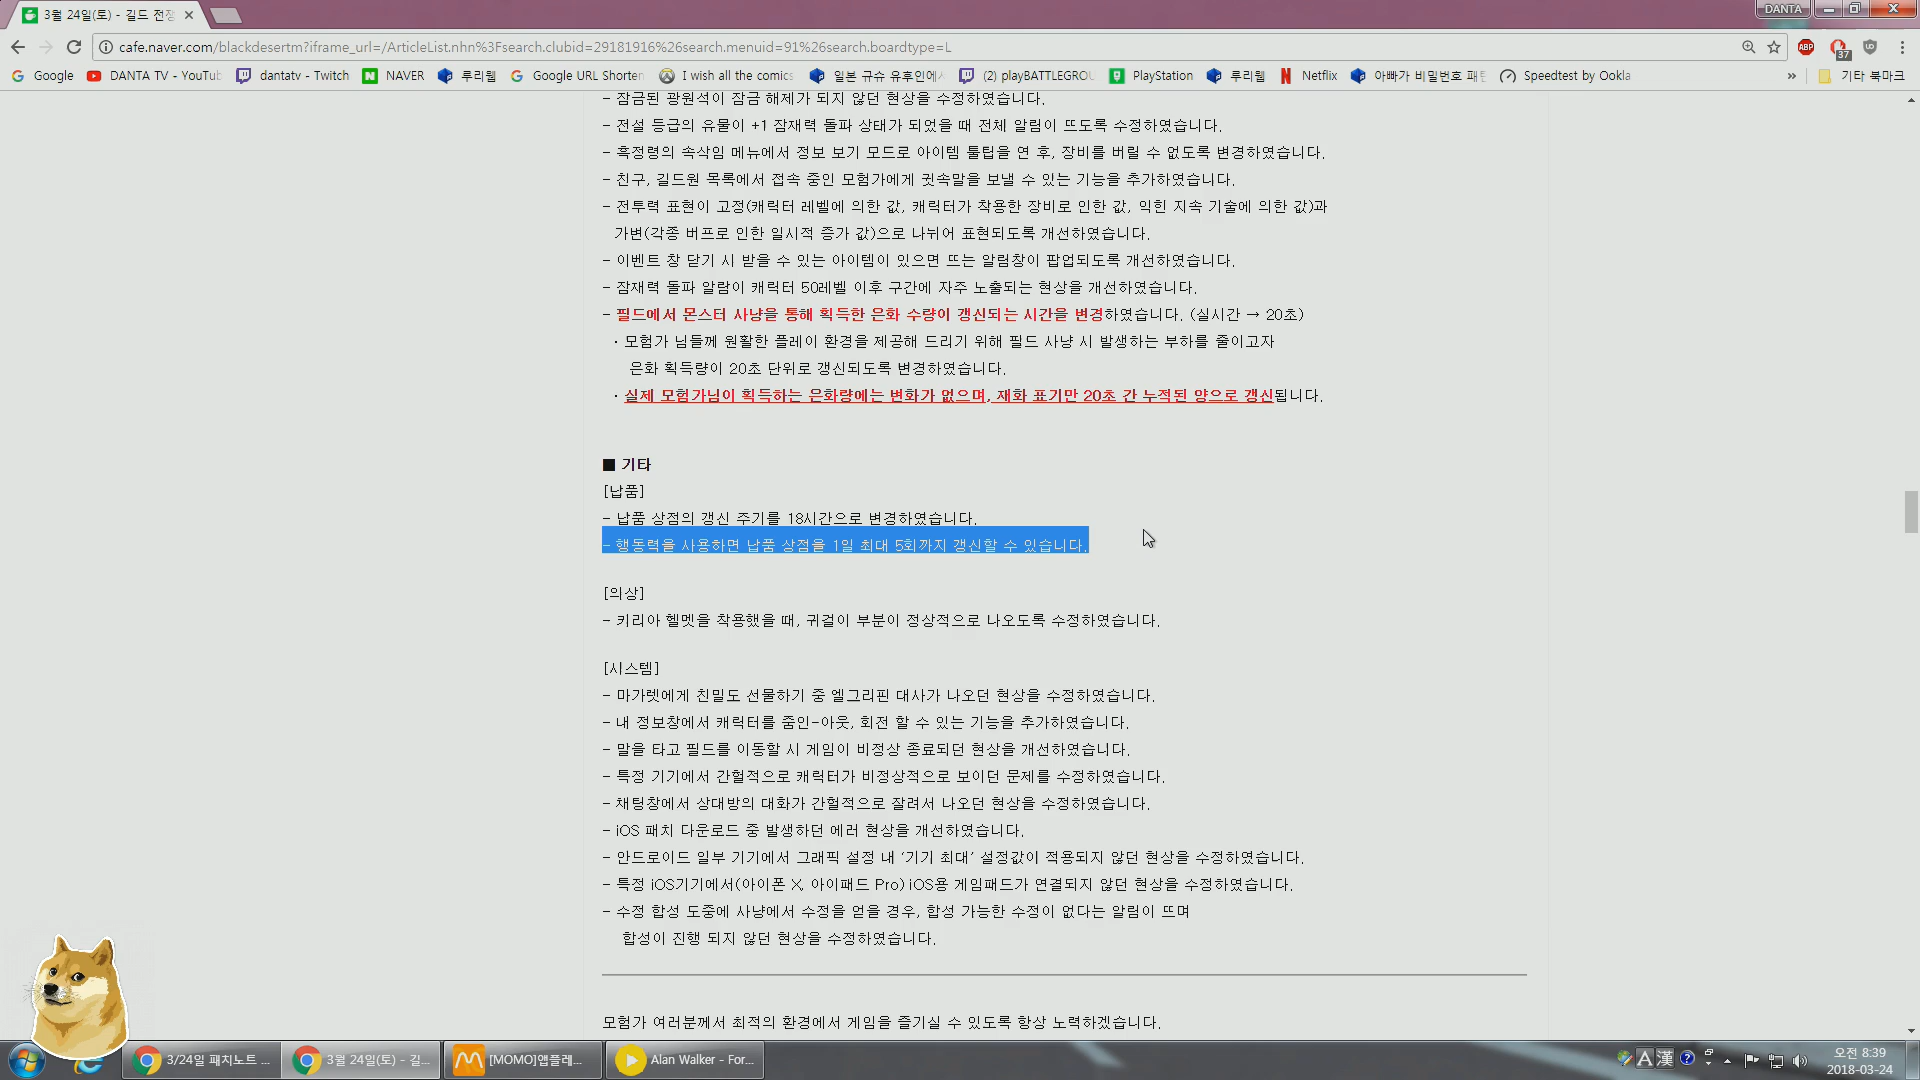 3월 24일(토) - 길드 전쟁
DANTA
cafe.naver.com/blackdesertm?iframe_url=/ArticleList.nhn%3Fsearch.clubid=29181916%26search.menuid=91%26search.boardtype=L
ABP
37
Google
DANTA TV - YouTu
dantatv - Twitch
NAVER
루리웹
Google URL Shorten
I wish all the comics
일본 규슈 유후인에서
(2) playBATTLEGROU
PlayStation
루리웹
Netflix
아빠가 비밀번호 패턴
Speedtest by Ookla
»
기타 북마크
- 잠금된 광원석이 잠금 해제가 되지 않던 현상을 수정하였습니다.
- 전설 등급의 유물이 +1 잠재력 돌파 상태가 되었을 때 전체 알림이 뜨도록 수정하였습니다.
- 흑정령의 속삭임 메뉴에서 정보 보기 모드로 아이템 툴팁을 연 후, 장비를 버릴 수 없도록 변경하였습니다.
- 친구, 길드원 목록에서 접속 중인 모험가에게 귓속말을 보낼 수 있는 기능을 추가하였습니다.
- 전투력 표현이 고정(캐릭터 레벨에 의한 값, 캐릭터가 착용한 장비로 인한 값, 익힌 지속 기술에 의한 값)과
가변(각종 버프로 인한 일시적 증가 값)으로 나뉘어 표현되도록 개선하였습니다.
- 이벤트 창 닫기 시 받을 수 있는 아이템이 있으면 뜨는 알림창이 팝업되도록 개선하였습니다.
- 잠재력 돌파 알람이 캐릭터 50레벨 이후 구간에 자주 노출되는 현상을 개선하였습니다.
- 필드에서 몬스터 사냥을 통해 획득한 은화 수량이 갱신되는 시간을 변경하였습니다. (실시간 → 20초)
· 모험가 님들께 원활한 플레이 환경을 제공해 드리기 위해 필드 사냥 시 발생하는 부하를 줄이고자
은화 획득량이 20초 단위로 갱신되도록 변경하였습니다.
· 실제 모험가님이 획득하는 은화량에는 변화가 없으며, 재화 표기만 20초 간 누적된 양으로 갱신됩니다.
■ 기타
[납품]
- 납품 상점의 갱신 주기를 18시간으로 변경하였습니다.
- 행동력을 사용하면 납품 상점을 1일 최대 5회까지 갱신할 수 있습니다.
[의상]
- 키리아 헬멧을 착용했을 때, 귀걸이 부분이 정상적으로 나오도록 수정하였습니다.
[시스템]
- 마가렛에게 친밀도 선물하기 중 엘그리핀 대사가 나오던 현상을 수정하였습니다.
- 내 정보창에서 캐릭터를 줌인-아웃, 회전 할 수 있는 기능을 추가하였습니다.
- 말을 타고 필드를 이동할 시 게임이 비정상 종료되던 현상을 개선하였습니다.
- 특정 기기에서 간헐적으로 캐릭터가 비정상적으로 보이던 문제를 수정하였습니다.
- 채팅창에서 상대방의 대화가 간헐적으로 잘려서 나오던 현상을 수정하였습니다.
- iOS 패치 다운로드 중 발생하던 에러 현상을 개선하였습니다.
- 안드로이드 일부 기기에서 그래픽 설정 내 ‘기기 최대’ 설정값이 적용되지 않던 현상을 수정하였습니다.
- 특정 iOS기기에서(아이폰 X, 아이패드 Pro) iOS용 게임패드가 연결되지 않던 현상을 수정하였습니다.
- 수정 합성 도중에 사냥에서 수정을 얻을 경우, 합성 가능한 수정이 없다는 알림이 뜨며
합성이 진행 되지 않던 현상을 수정하였습니다.
모험가 여러분께서 최적의 환경에서 게임을 즐기실 수 있도록 항상 노력하겠습니다.
3/24일 패치노트 ...
3월 24일(토) - 길...
[MOMO]앱플레...
Alan Walker - For...
A 漢
오전 8:39
2018-03-24